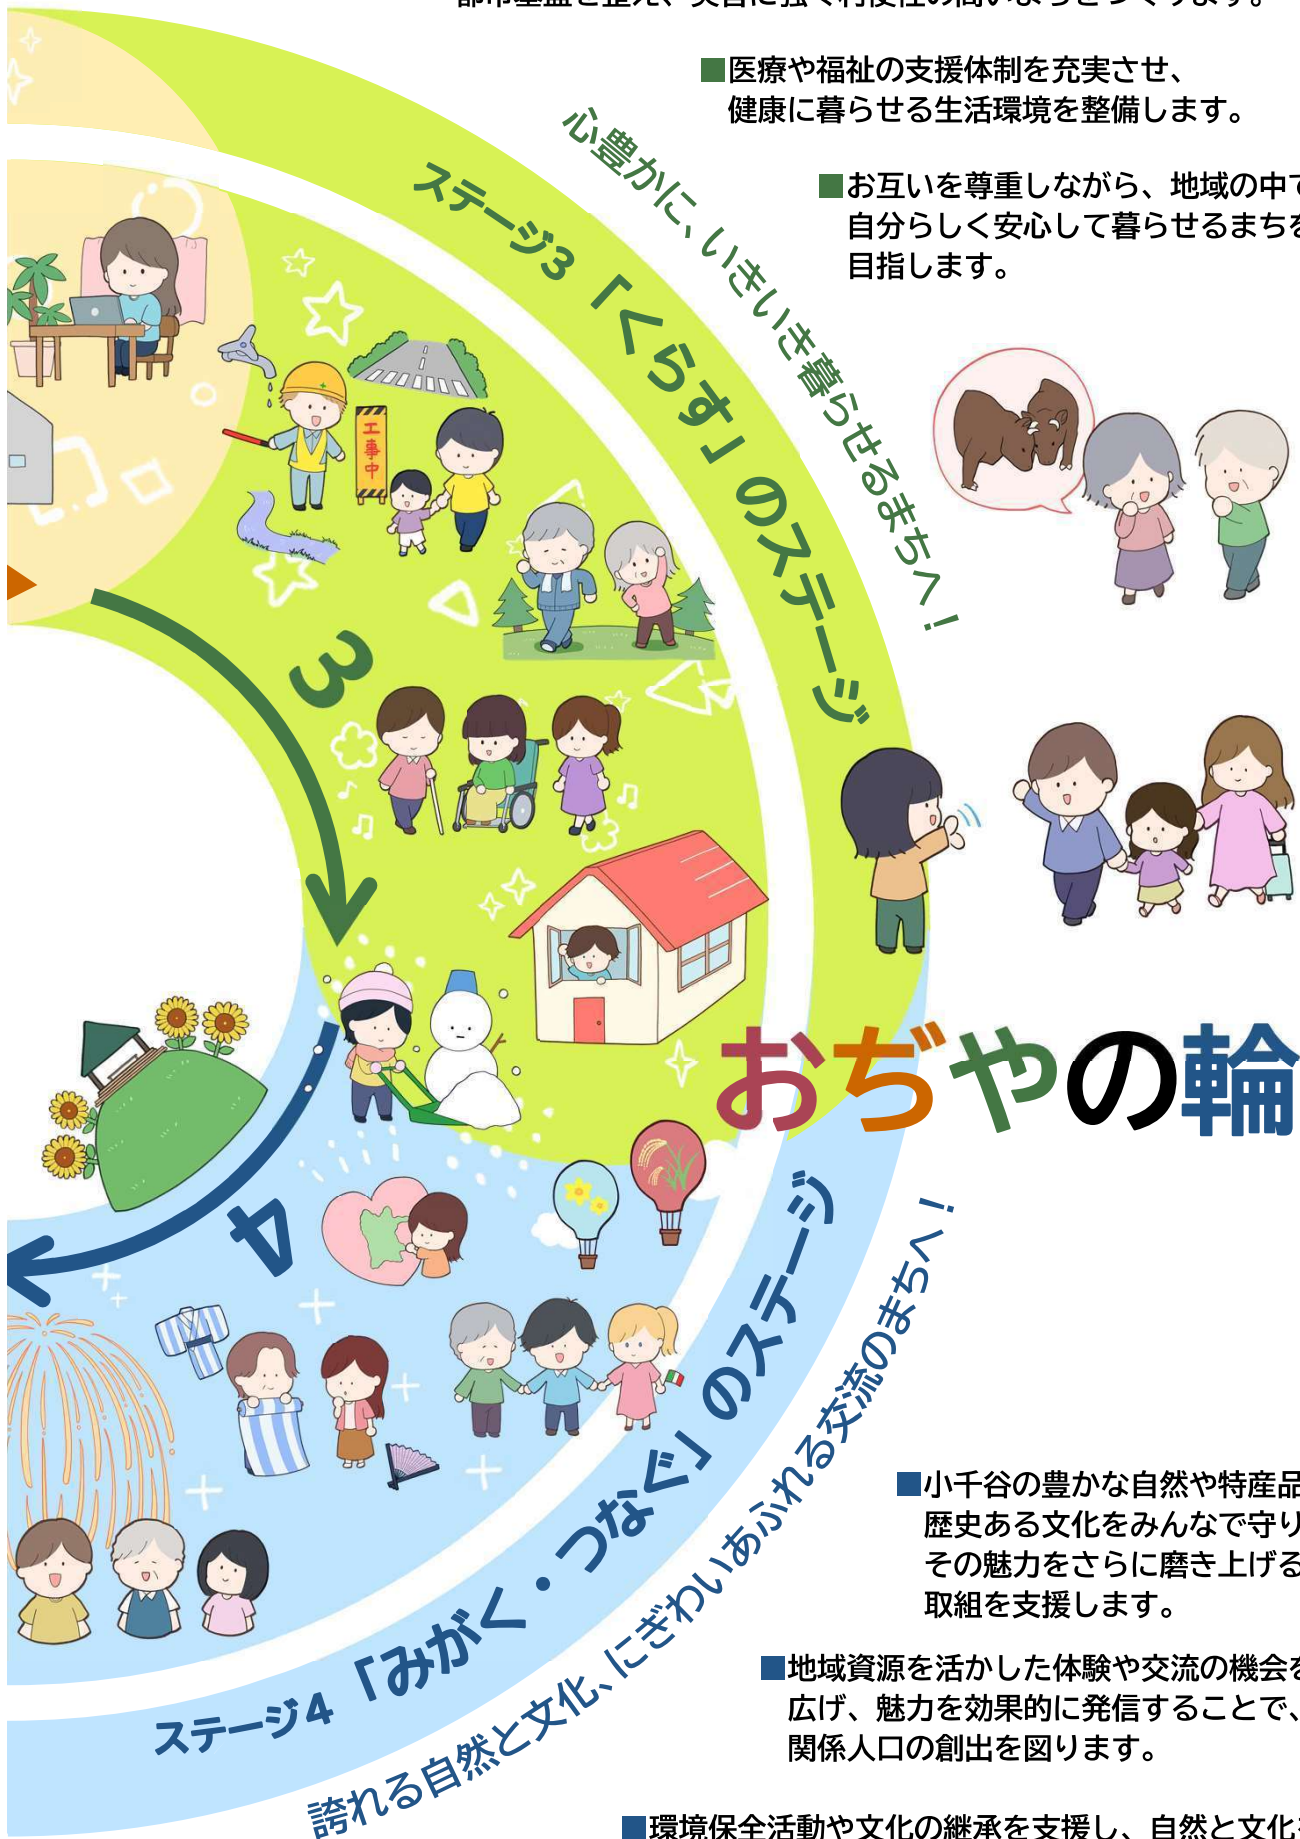 ■医療や福祉の支援体制を充実させ、
健康に暮らせる生活環境を整備します。
■お互いを尊重しながら、地域の中で
自分らしく安心して暮らせるまちを
目指します。
心豊かに、いきいき暮らせるまちへ！
ステージ3「くらす」のステージ
工事中
3
おぢやの輪
4
ステージ4「みがく・つなぐ」のステージ
誇れる自然と文化、にぎわいあふれる交流のまちへ！
■小千谷の豊かな自然や特産品
歴史ある文化をみんなで守り
その魅力をさらに磨き上げる
取組を支援します。
■地域資源を活かした体験や交流の機会を
広げ、魅力を効果的に発信することで、
関係人口の創出を図ります。
■環境保全活動や文化の継承を支援し、自然と文化